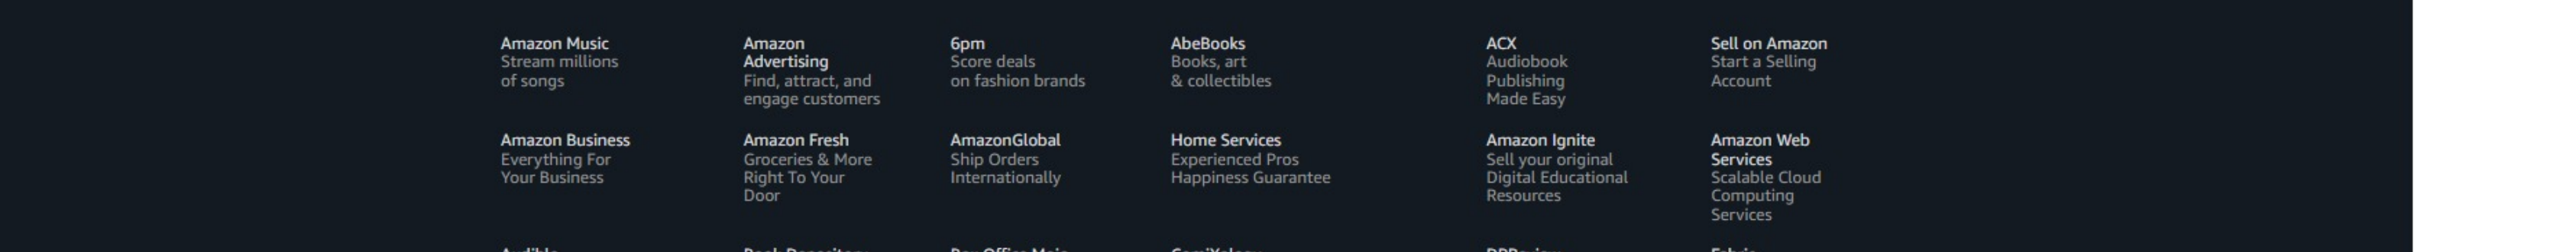 Amazon Music
Stream millions
of songs
Amazon
Advertising
Find, attract, and
engage customers
6pm
Score deals
on fashion brands
AbeBooks
Books, art
& collectibles
ACX
Audiobook
Publishing
Made Easy
Sell on Amazon
Start a Selling
Account
Amazon Business
Everything For
Your Business
Amazon Fresh
Groceries & More
Right To Your
Door
AmazonGlobal
Ship Orders
Internationally
Home Services
Experienced Pros
Happiness Guarantee
Amazon Ignite
Sell your original
Digital Educational
Resources
Amazon Web
Services
Scalable Cloud
Computing
Services